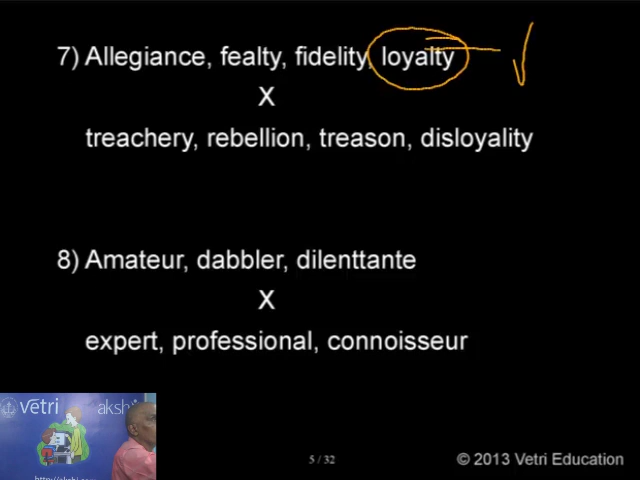 7) Allegiance, fealty, fidelity, loyalty
X
treachery, rebellion, treason, disloyality
8) Amateur, dabbler, dilenttante
X
expert, professional, connoisseur
vetri akshi
5 / 32
© 2013 Vetri Education